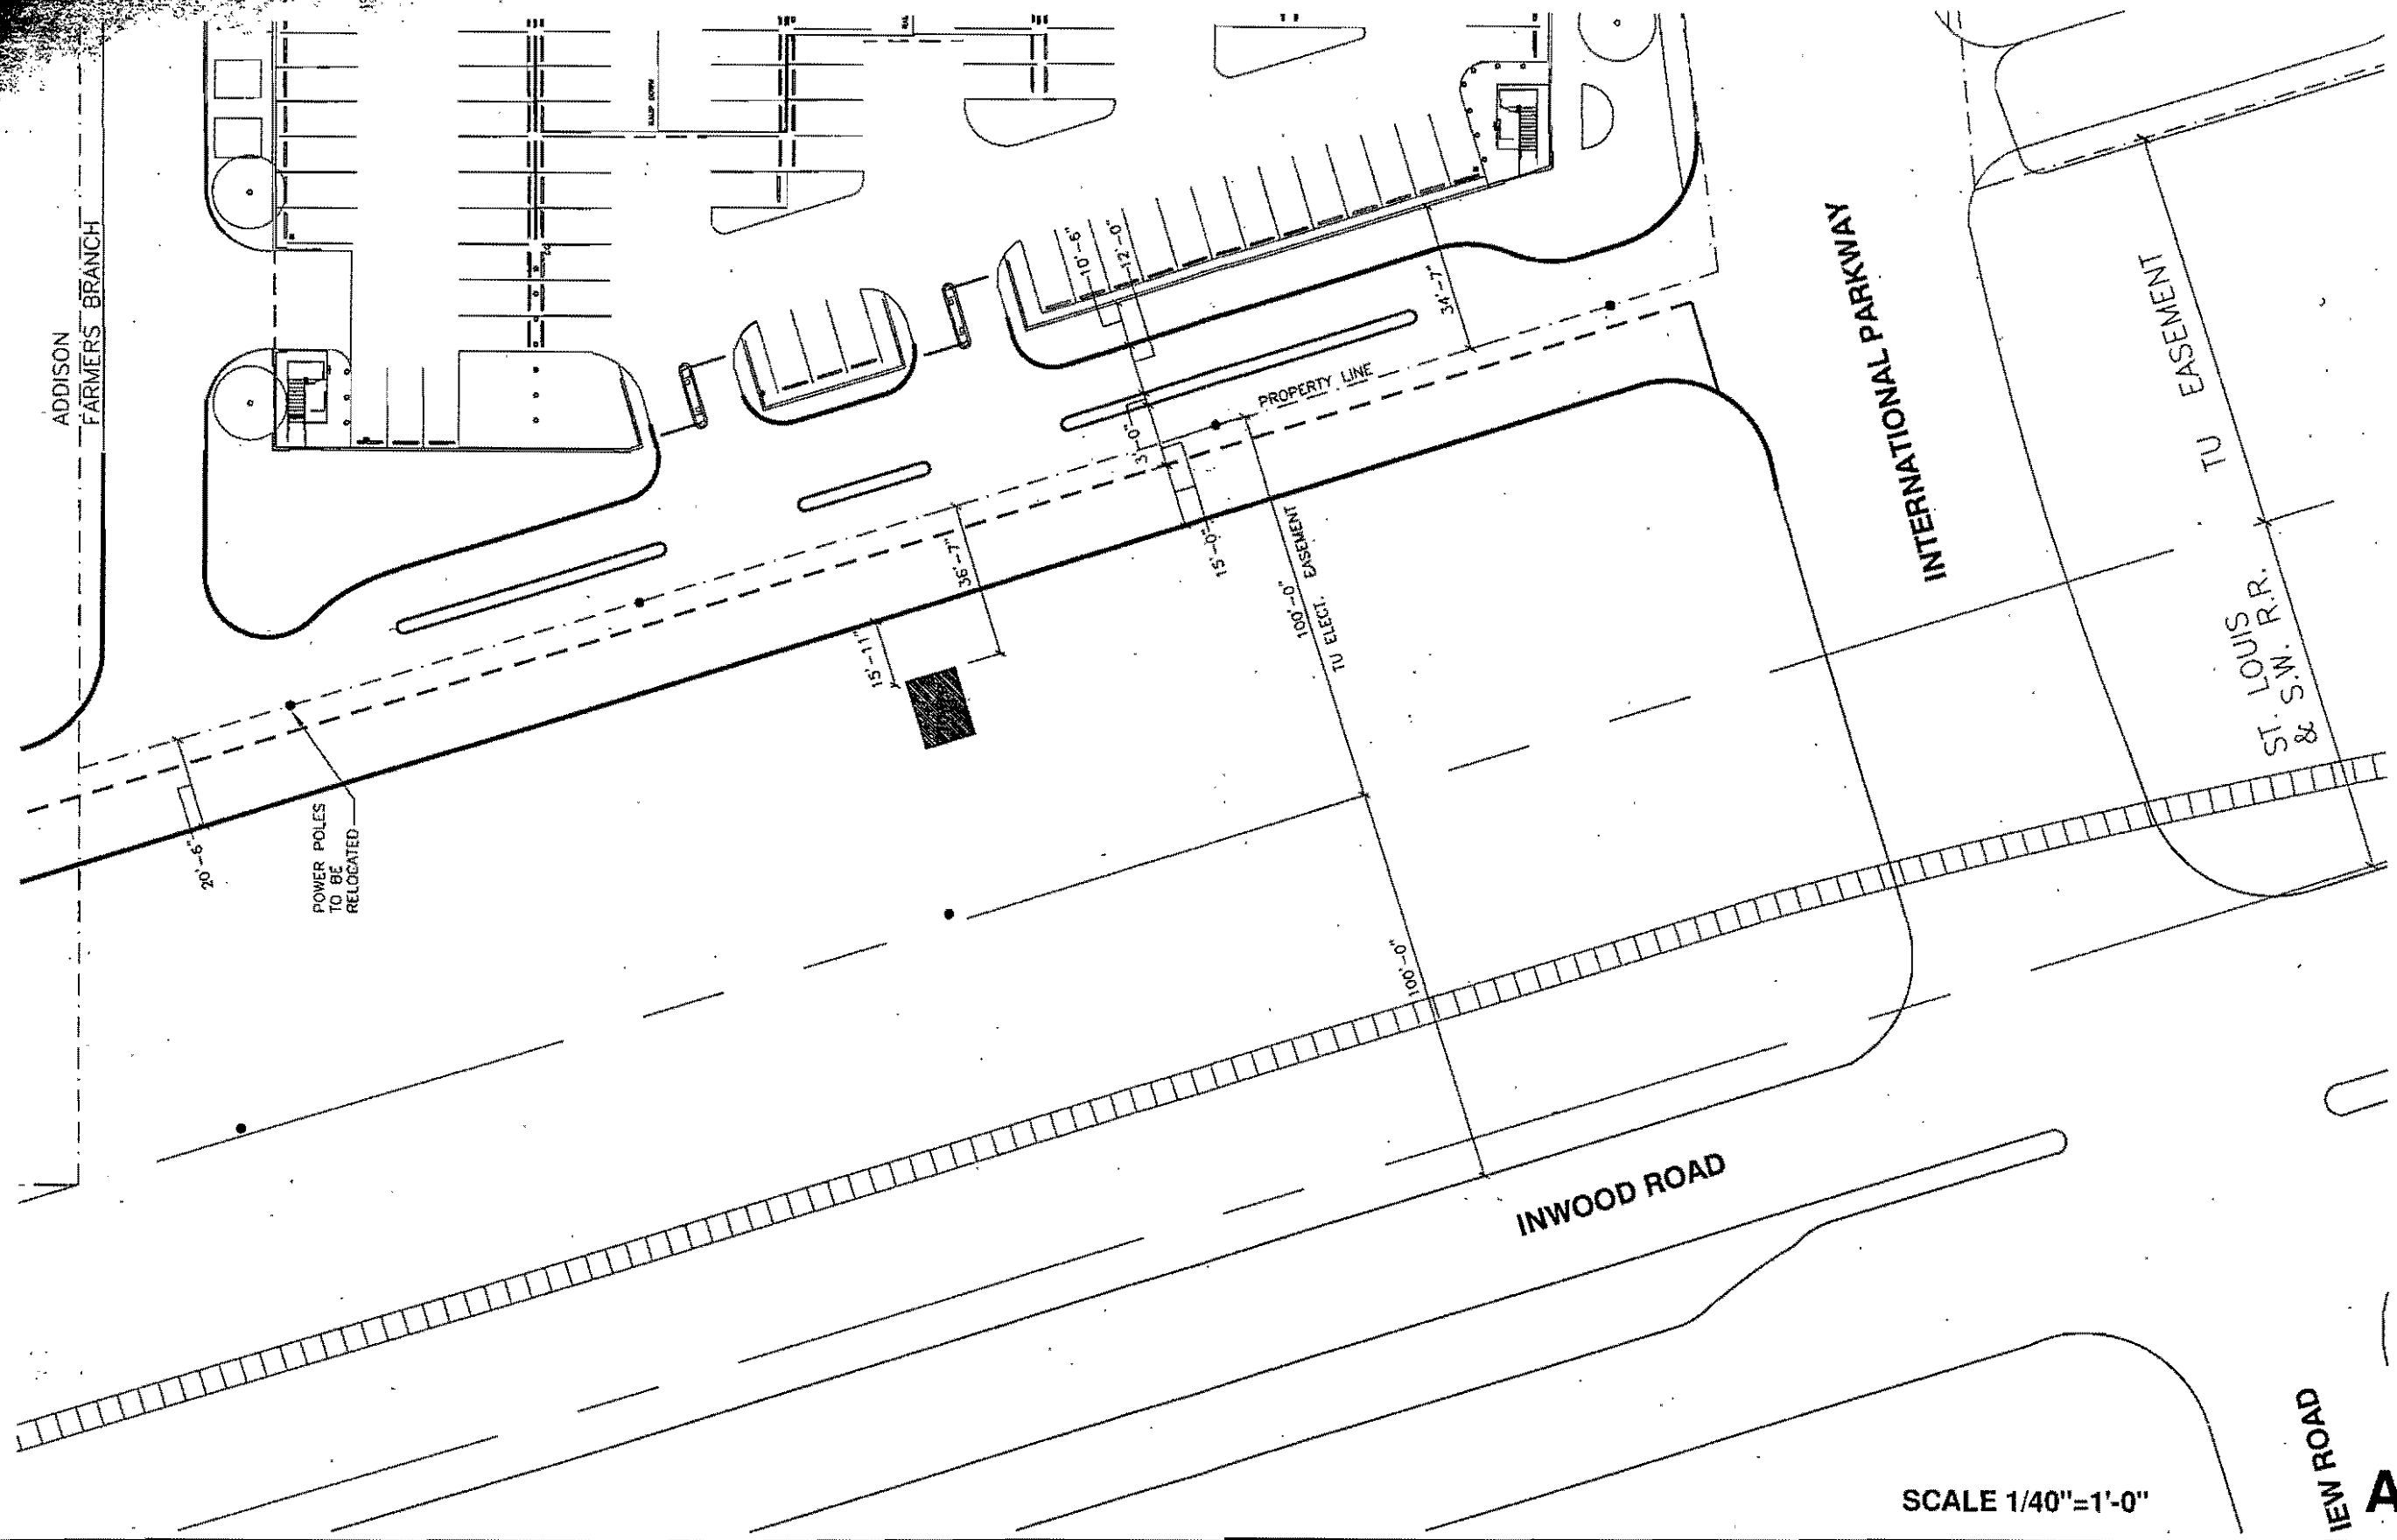 ADDISON
FARMERS BRANCH
RAMP DOWN
10'-6"
12'-0"
34'-7"
PROPERTY LINE
3'-0"
36'-7"
15'-0"
15'-11"
100'-0"
TU ELECT. EASEMENT
20'-6"
POWER POLES
TO BE
RELOCATED
100'-0"
INTERNATIONAL PARKWAY
TU EASEMENT
ST. LOUIS
& S.W. R.R.
INWOOD ROAD
SCALE 1/40"=1'-0"
IEW ROAD
A